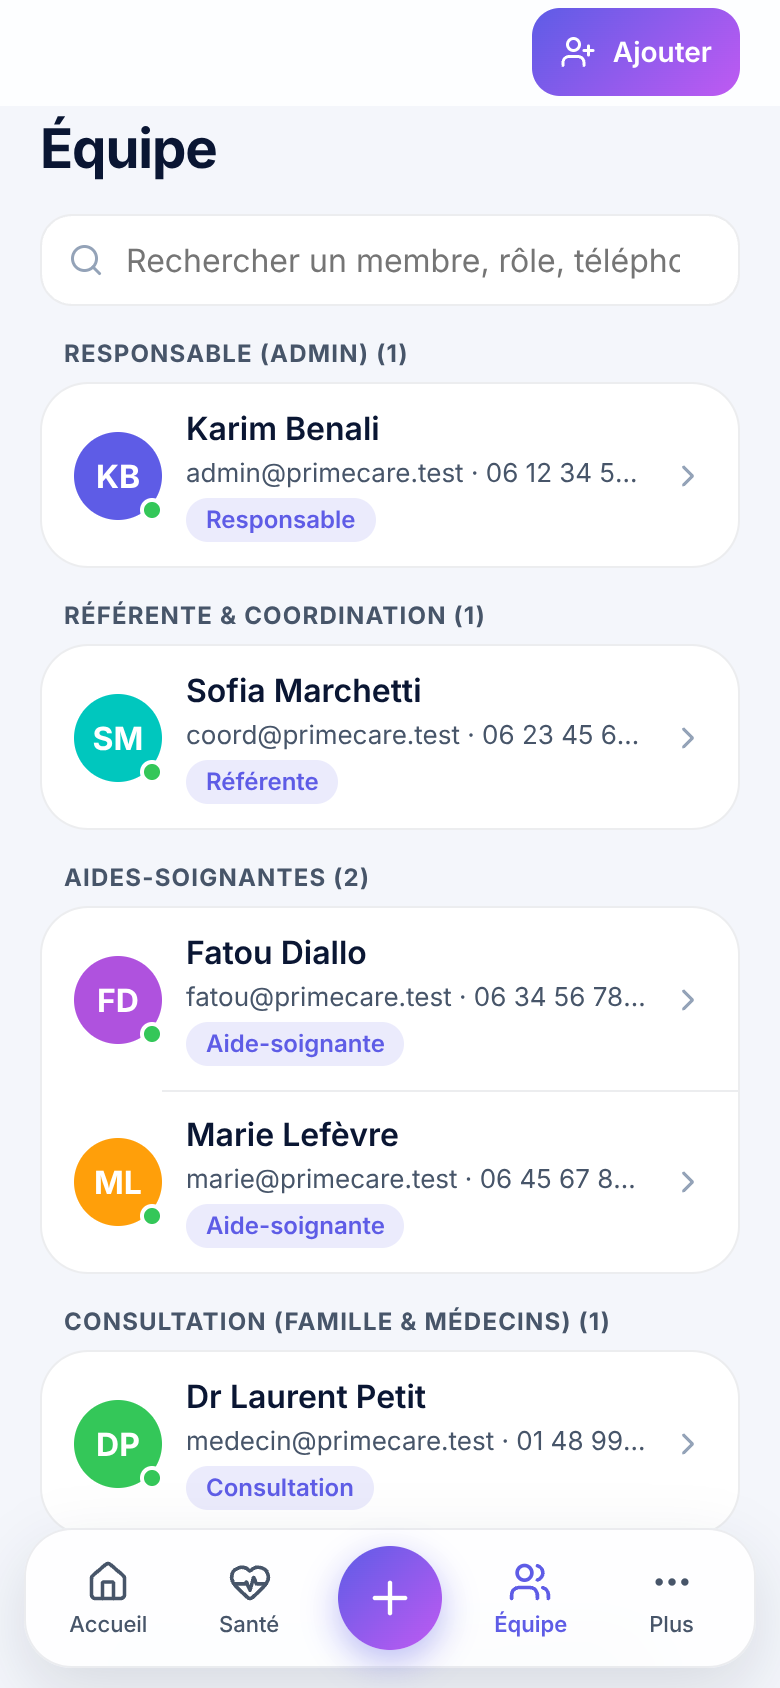 Ajouter
Équipe
Rechercher un membre, rôle, télépho
RESPONSABLE (ADMIN) (1)
KB
Karim Benali
admin@primecare.test · 06 12 34 5...
Responsable
RÉFÉRENTE & COORDINATION (1)
SM
Sofia Marchetti
coord@primecare.test · 06 23 45 6...
Référente
AIDES-SOIGNANTES (2)
FD
Fatou Diallo
fatou@primecare.test · 06 34 56 78...
Aide-soignante
ML
Marie Lefèvre
marie@primecare.test · 06 45 67 8...
Aide-soignante
CONSULTATION (FAMILLE & MÉDECINS) (1)
DP
Dr Laurent Petit
medecin@primecare.test · 01 48 99...
Consultation
Accueil
Santé
Équipe
Plus